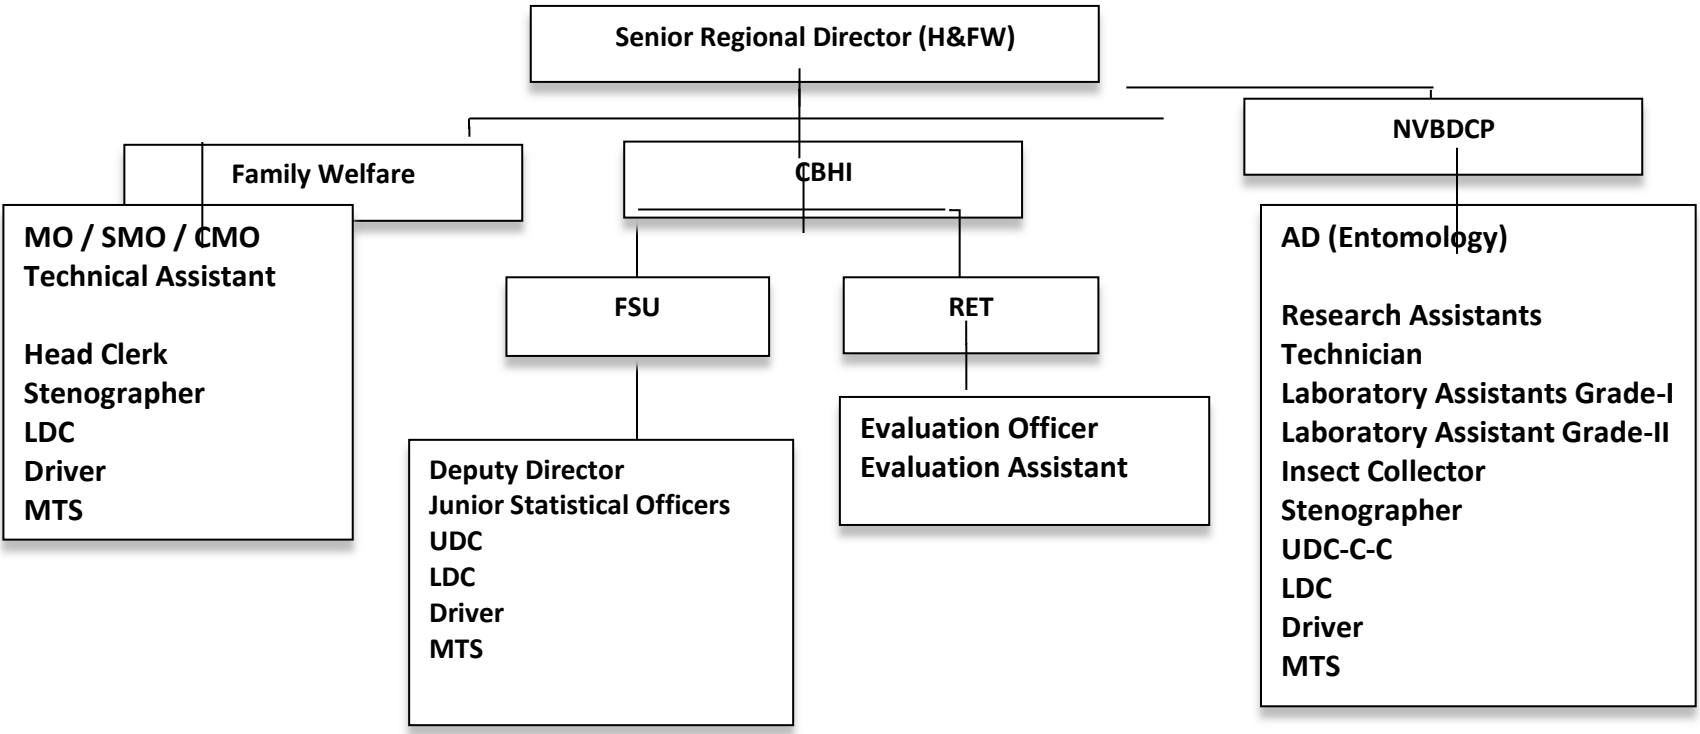 Senior Regional Director (H&FW)
NVBDCP
Family Welfare
CBHI
MO / SMO / CMO
Technical Assistant
Head Clerk
Stenographer
LDC
Driver
MTS
FSU
RET
Deputy Director
Junior Statistical Officers
UDC
LDC
Driver
MTS
Evaluation Officer
Evaluation Assistant
AD (Entomology)
Research Assistants
Technician
Laboratory Assistants Grade-I
Laboratory Assistant Grade-II
Insect Collector
Stenographer
UDC-C-C
LDC
Driver
MTS